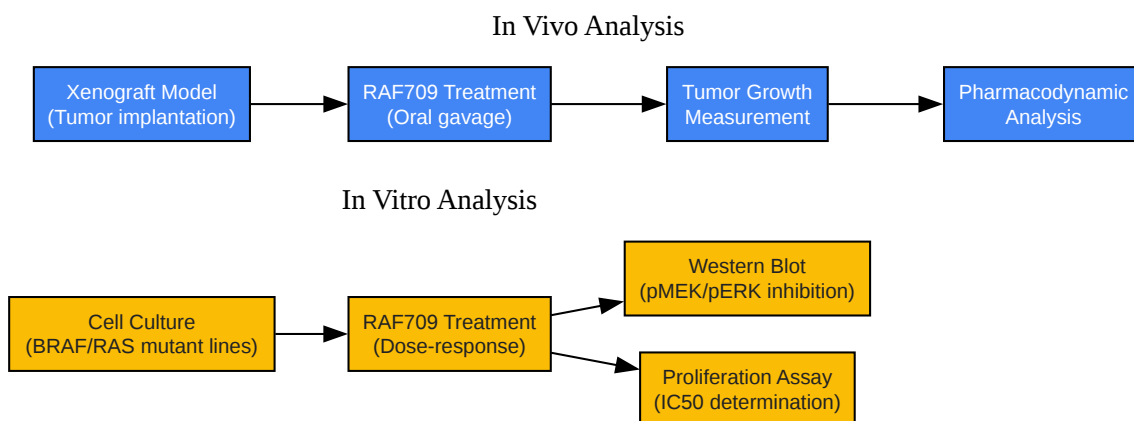 In Vivo Analysis
Xenograft Model
(Tumor implantation)
RAF709 Treatment
(Oral gavage)
Tumor Growth
Measurement
Pharmacodynamic
Analysis
In Vitro Analysis
Cell Culture
(BRAF/RAS mutant lines)
RAF709 Treatment
(Dose-response)
Western Blot
(pMEK/pERK inhibition)
Proliferation Assay
(IC50 determination)